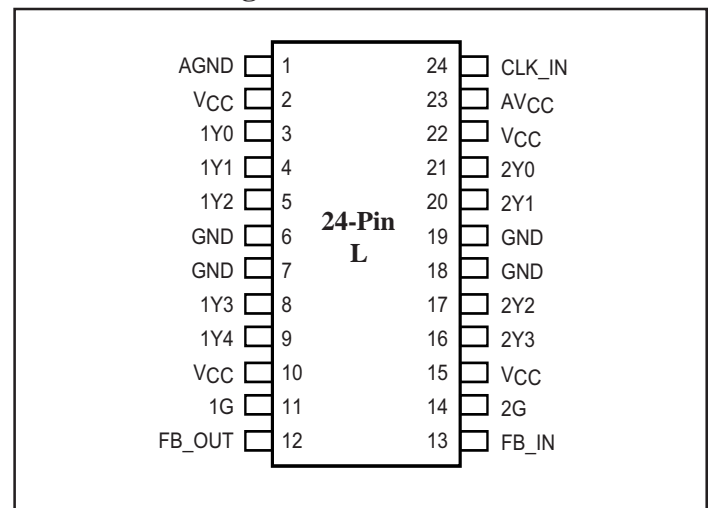 AGND 1 24 CLK_IN
VCC 2 23 AVCC
1Y0 3 22 VCC
1Y1 4 21 2Y0
1Y2 5 20 2Y1
24-Pin
GND 6 19 GND
L
GND 7 18 GND
1Y3 8 17 2Y2
1Y4 9 16 2Y3
VCC 10 15 VCC
1G 11 14 2G
FB_OUT 12 13 FB_IN